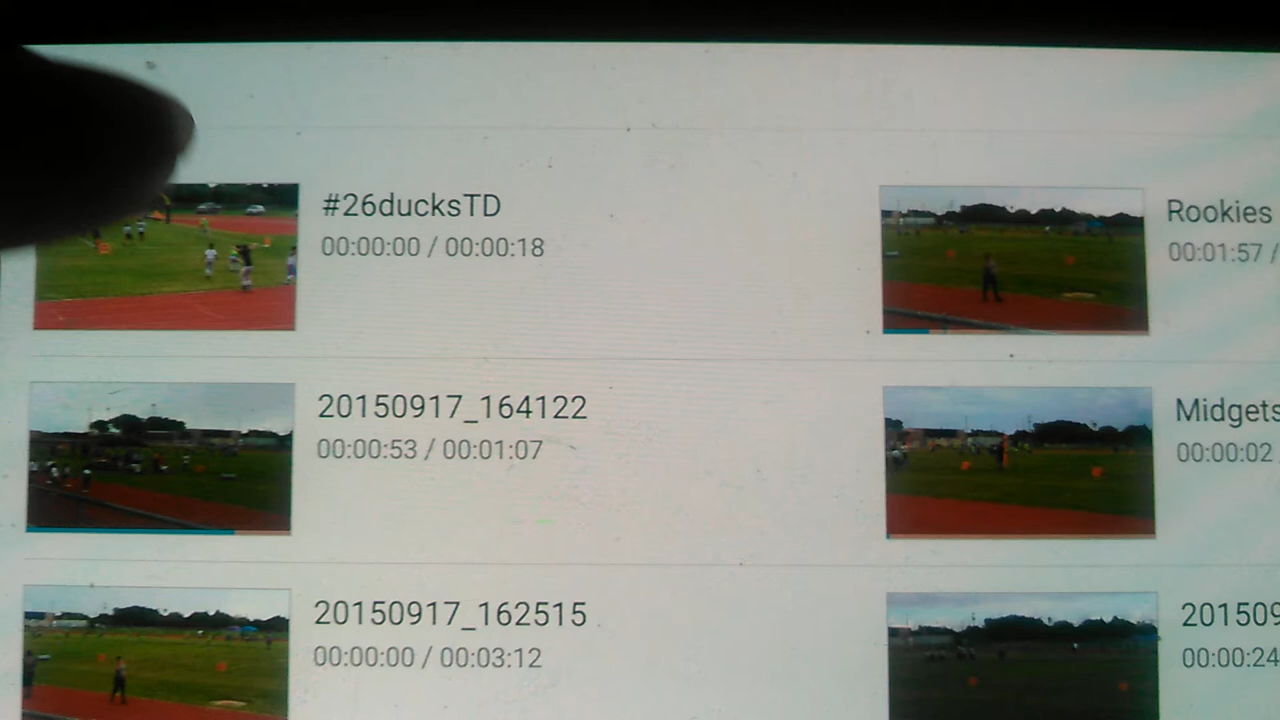 #26ducksTD
00:00:00 / 00:00:18
Rookies
00:01:57 /
20150917_164122
00:00:53 / 00:01:07
Midgets
00:00:02
20150917_162515
00:00:00 / 00:03:12
201509
00:00:24